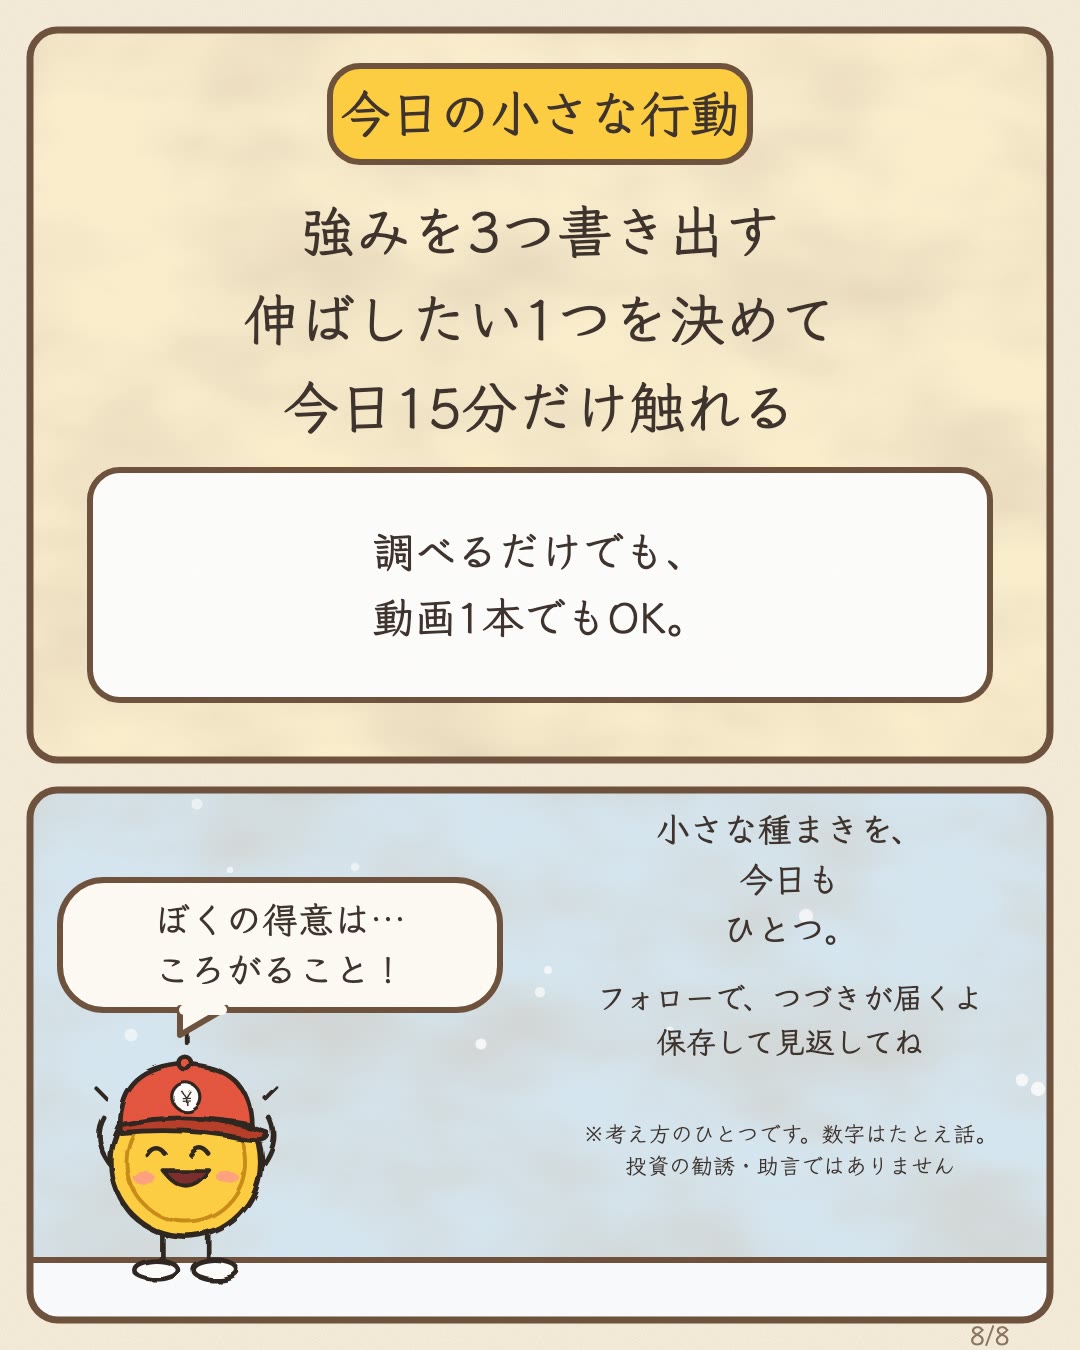 今日の小さな行動
強みを3つ書き出す
伸ばしたい1つを決めて
今日15分だけ触れる
調べるだけでも、
動画1本でもOK。
ぼくの得意は…
ころがること！
¥
小さな種まきを、
今日も
ひとつ。
フォローで、つづきが届くよ
保存して見返してね
※考え方のひとつです。数字はたとえ話。
投資の勧誘・助言ではありません
8/8